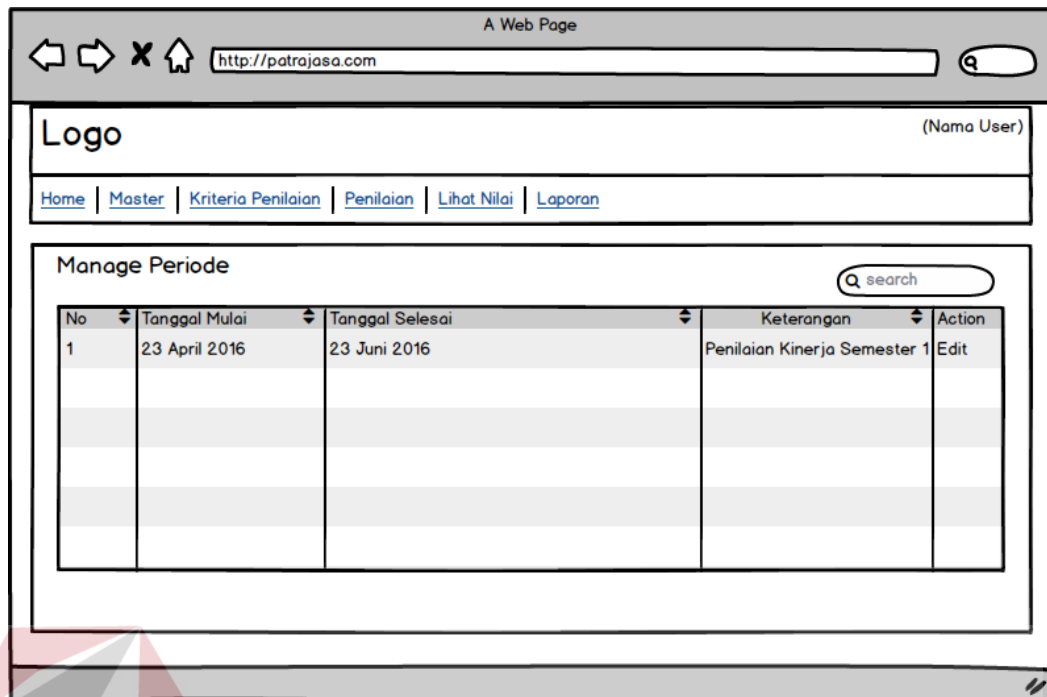 A Web Page
http://patrajasa.com
Logo
(Nama User)
Home Master Kriteria Penilaian Penilaian Lihat Nilai Laporan
Manage Periode
search
No Tanggal Mulai Tanggal Selesai Keterangan Action
1 23 April 2016 23 Juni 2016 Penilaian Kinerja Semester 1 Edit